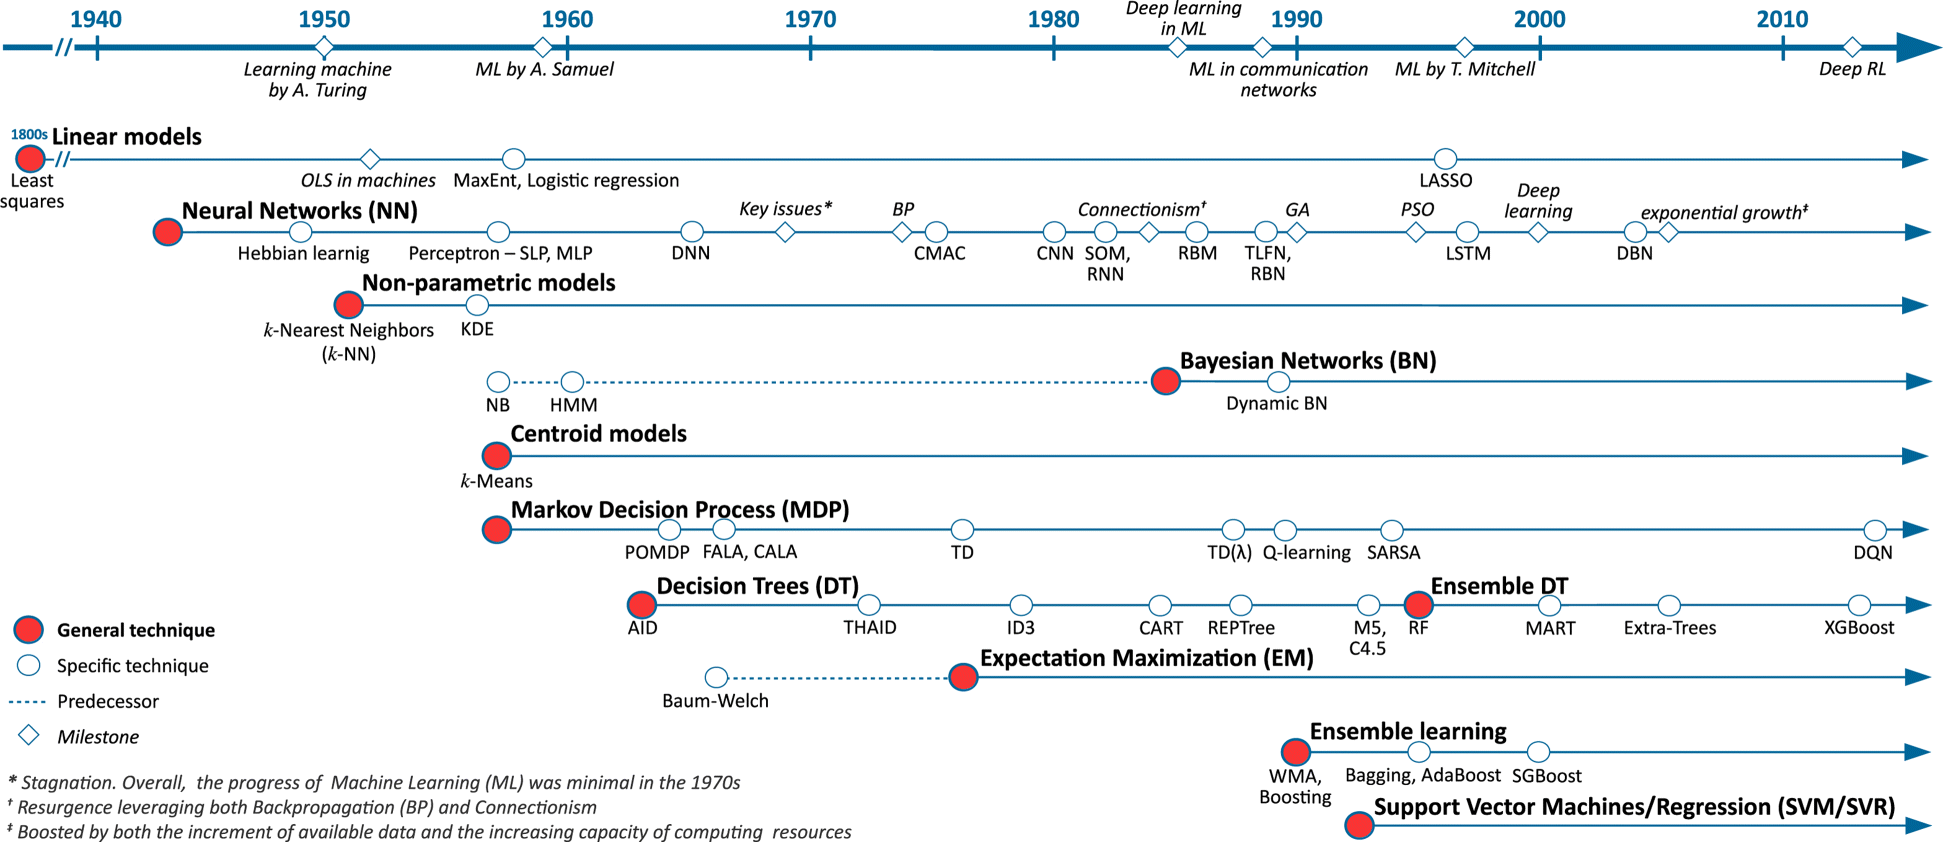 1940 1950 1960 1970 1980 1990 2000 2010
Deep learning
in ML
Learning machine
by A. Turing
ML by A. Samuel
ML in communication
networks
ML by T. Mitchell
Deep RL
1800s Linear models
//
Least
squares
OLS in machines
MaxEnt, Logistic regression
LASSO
Neural Networks (NN)
Key issues*
BP
Connectionism†
GA
PSO
Deep
learning
exponential growth‡
Hebbian learnig
Perceptron – SLP, MLP
DNN
CMAC
CNN
SOM,
RNN
RBM
TLFN,
RBN
LSTM
DBN
Non-parametric models
k-Nearest Neighbors
(k-NN)
KDE
Bayesian Networks (BN)
NB
HMM
Dynamic BN
Centroid models
k-Means
Markov Decision Process (MDP)
POMDP
FALA, CALA
TD
TD(λ)
Q-learning
SARSA
DQN
Decision Trees (DT)
Ensemble DT
AID
THAID
ID3
CART
REPTree
M5,
C4.5
RF
MART
Extra-Trees
XGBoost
Expectation Maximization (EM)
Baum-Welch
Ensemble learning
WMA,
Boosting
Bagging, AdaBoost
SGBoost
Support Vector Machines/Regression (SVM/SVR)
General technique
Specific technique
Predecessor
Milestone
* Stagnation. Overall, the progress of Machine Learning (ML) was minimal in the 1970s
† Resurgence leveraging both Backpropagation (BP) and Connectionism
‡ Boosted by both the increment of available data and the increasing capacity of computing resources